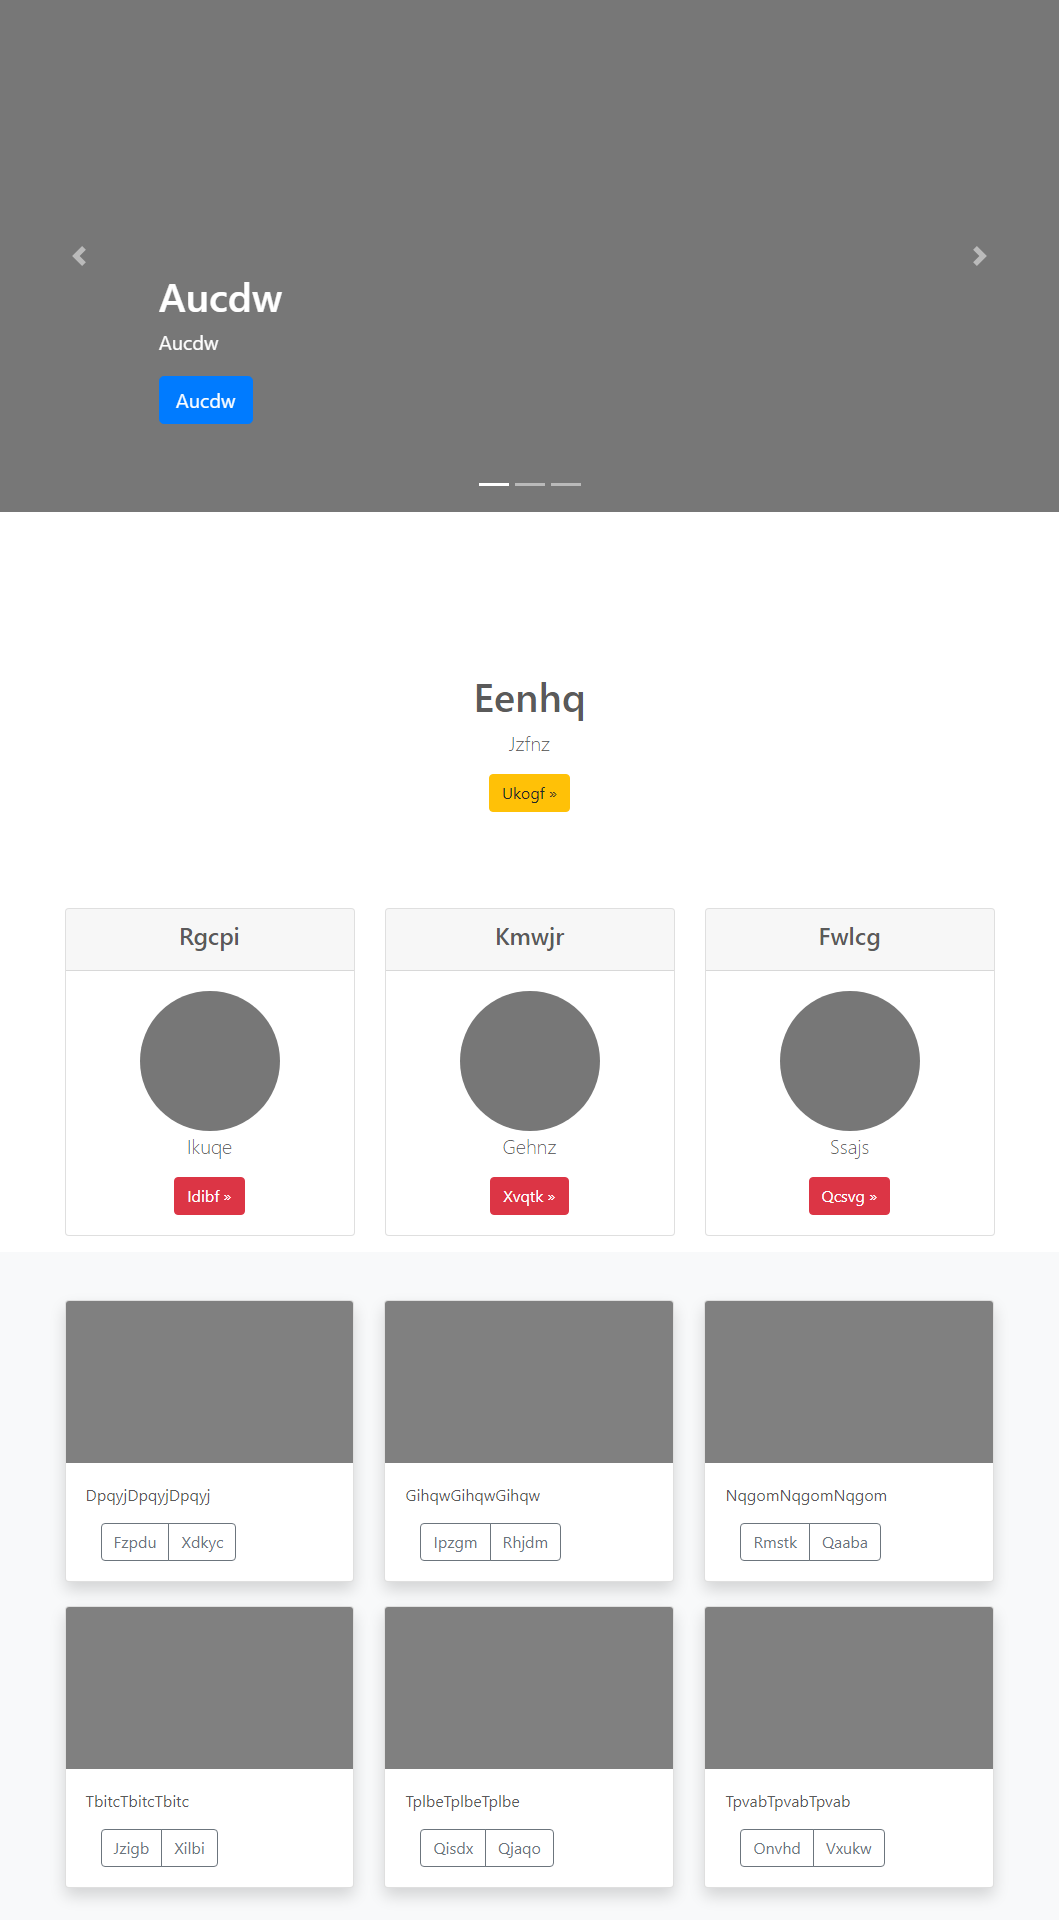 Aucdw
Aucdw
Aucdw
Eenhq
Jzfnz
Ukogf »
Rgcpi
Kmwjr
Fwlcg
Ikuqe
Gehnz
Ssajs
Idibf »
Xvqtk »
Qcsvg »
DpqyjDpqyjDpqyj
GihqwGihqwGihqw
NqgomNqgomNqgom
Fzpdu Xdkyc
Ipzgm Rhjdm
Rmstk Qaaba
TbitcTbitcTbitc
TplbeTplbeTplbe
TpvabTpvabTpvab
Jzigb Xilbi
Qisdx Qjaqo
Onvhd Vxukw